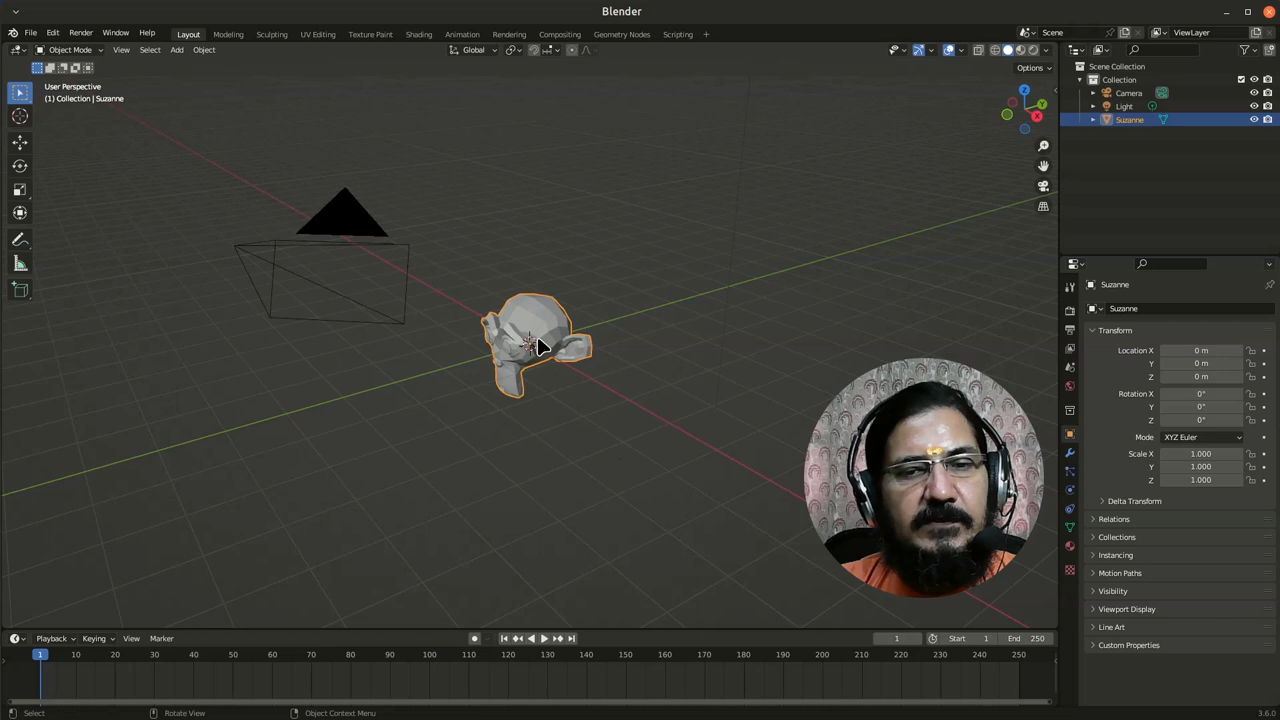 Blender
File Edit Render Window Help Layout Modeling Sculpting UV Editing Texture Paint Shading Animation Rendering Compositing Geometry Nodes Scripting + Scene ViewLayer
Object Mode View Select Add Object Global
Options
User Perspective
(1) Collection | Suzanne
Z
Y
X
Scene Collection
Collection
Camera
Light
Suzanne
Suzanne
Suzanne
Transform
Location X 0 m
Y 0 m
Z 0 m
Rotation X 0°
Y 0°
Z 0°
Mode XYZ Euler
Scale X 1.000
Y 1.000
Z 1.000
Delta Transform
Relations
Collections
Instancing
Motion Paths
Visibility
Viewport Display
Line Art
Custom Properties
Playback Keying View Marker 1 Start 1 End 250
1 10 20 30 40 50 60 70 80 90 100 110 120 130 140 150 160 170 180 190 200 210 220 230 240 250
Select Rotate View Object Context Menu 3.6.0